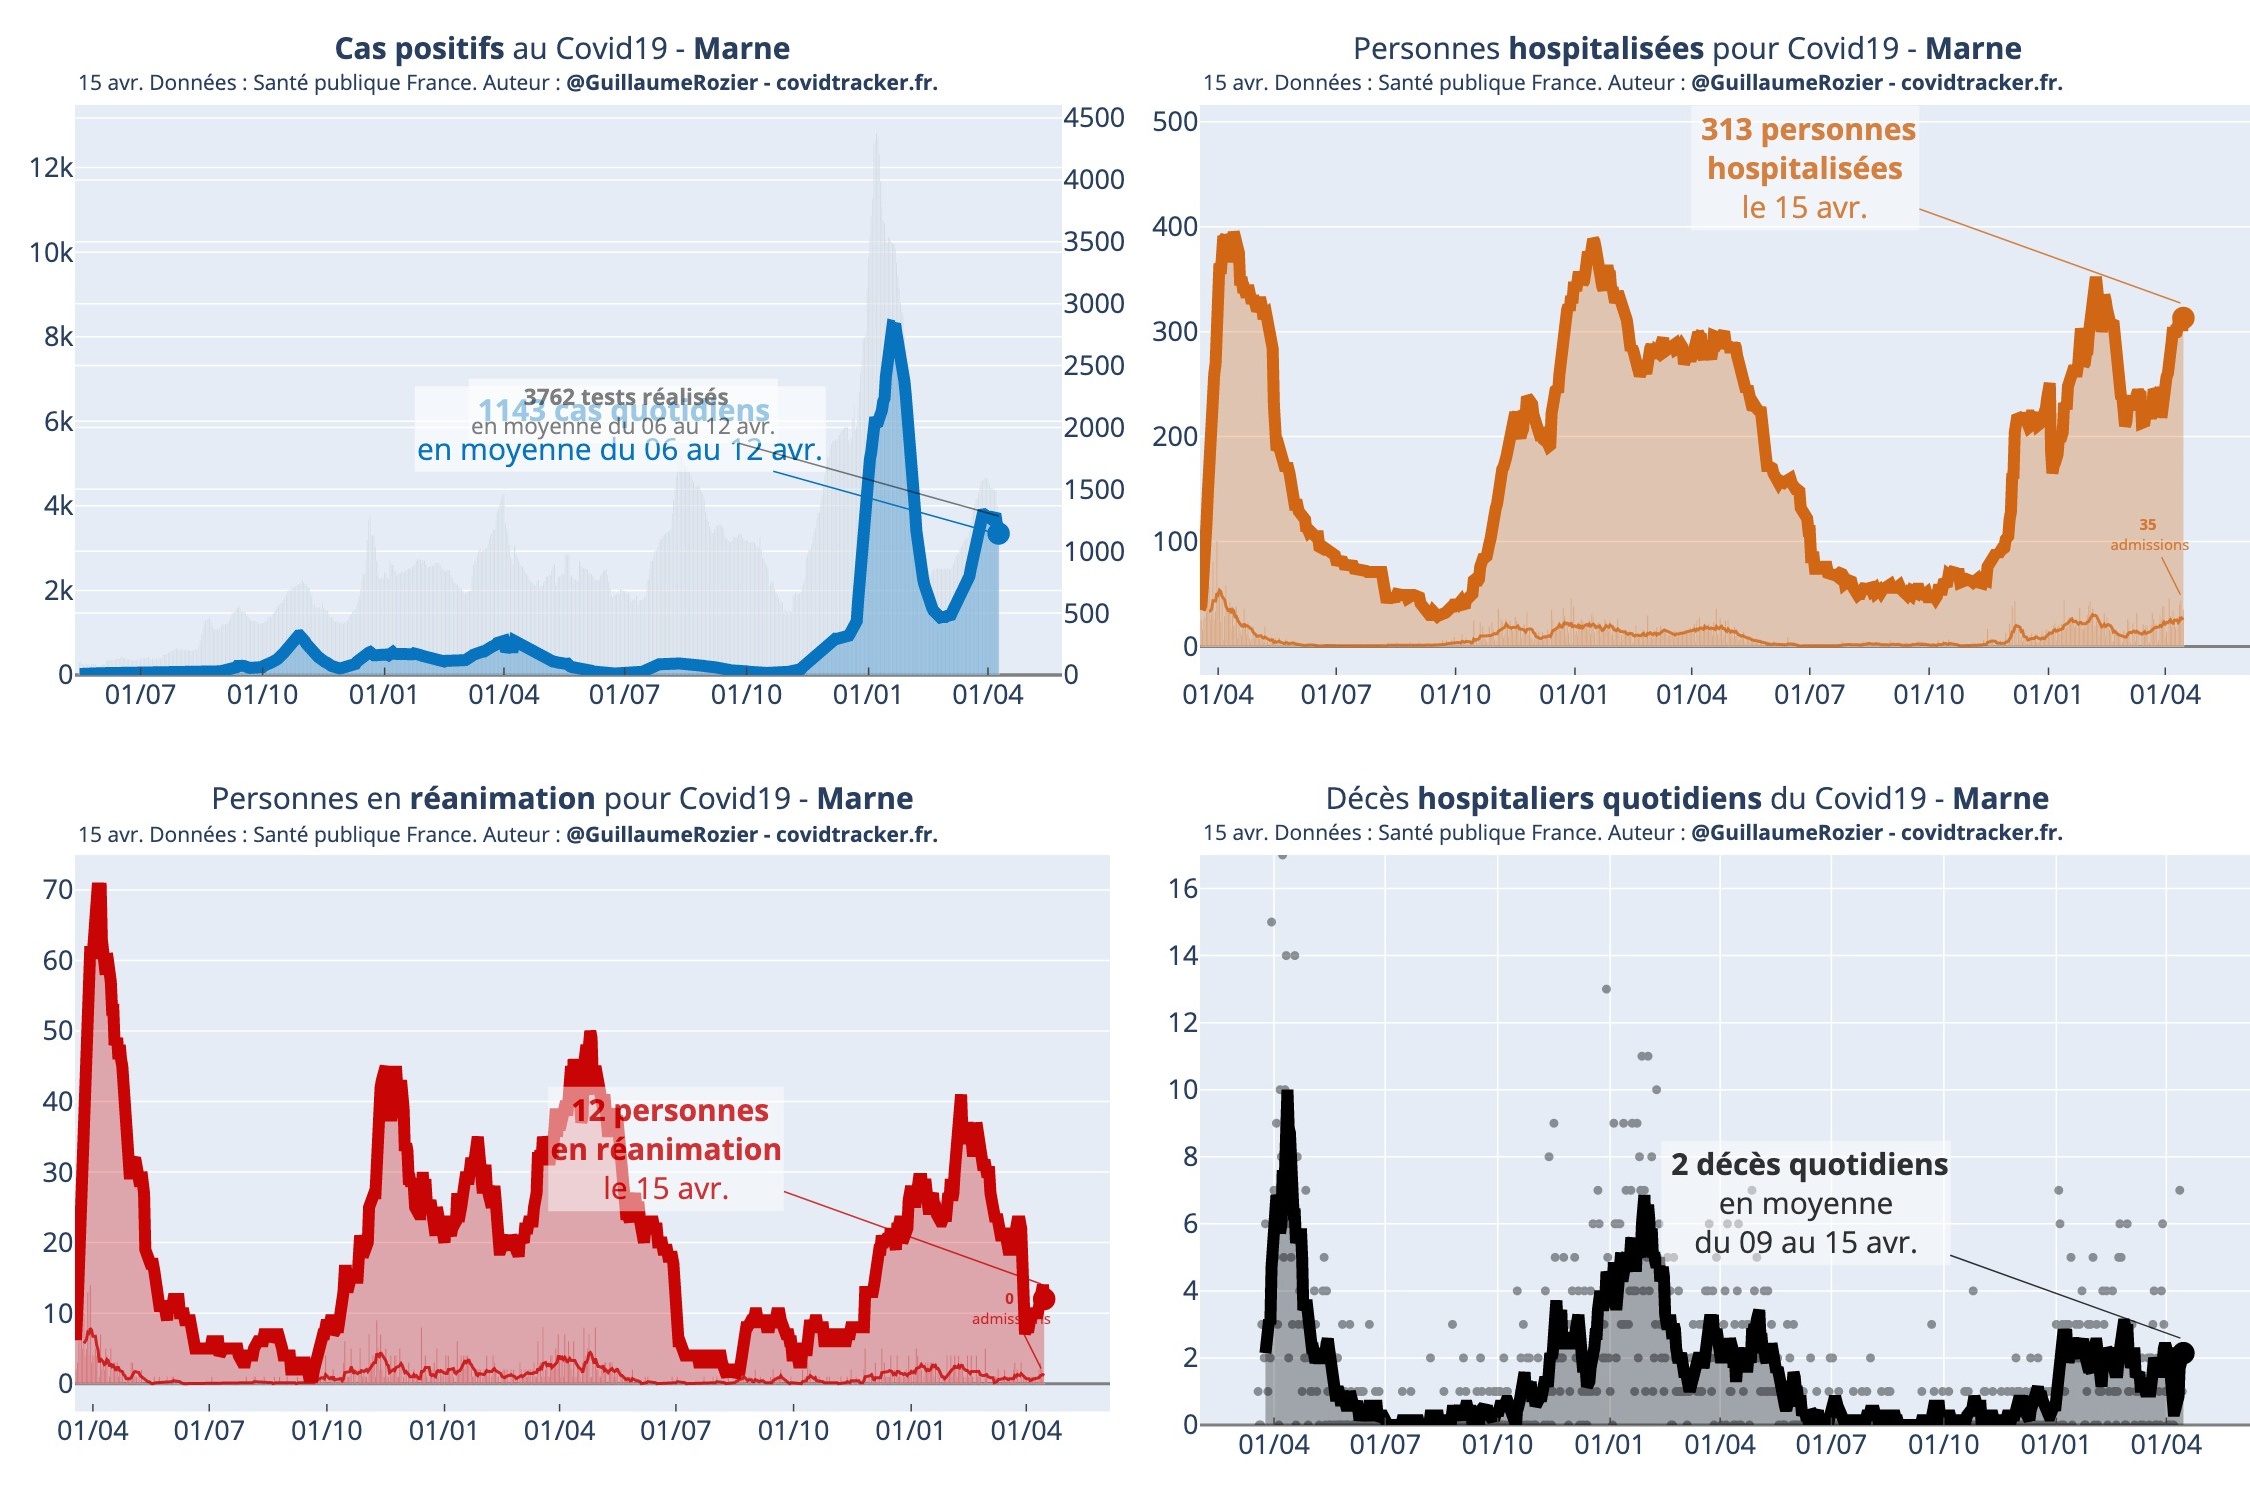 Cas positifs au Covid19 - Marne
15 avr. Données : Santé publique France. Auteur : @GuillaumeRozier - covidtracker.fr.
12k
10k
8k
6k
4k
2k
0
4500
4000
3500
3000
2500
2000
1500
1000
500
0
3762 tests réalisés
en moyenne du 06 au 12 avr.
1143 cas quotidiens
en moyenne du 06 au 12 avr.
01/07 01/10 01/01 01/04 01/07 01/10 01/01 01/04
Personnes hospitalisées pour Covid19 - Marne
15 avr. Données : Santé publique France. Auteur : @GuillaumeRozier - covidtracker.fr.
500
400
300
200
100
0
313 personnes
hospitalisées
le 15 avr.
35
admissions
01/04 01/07 01/10 01/01 01/04 01/07 01/10 01/01 01/04
Personnes en réanimation pour Covid19 - Marne
15 avr. Données : Santé publique France. Auteur : @GuillaumeRozier - covidtracker.fr.
70
60
50
40
30
20
10
0
12 personnes
en réanimation
le 15 avr.
0
admissions
01/04 01/07 01/10 01/01 01/04 01/07 01/10 01/01 01/04
Décès hospitaliers quotidiens du Covid19 - Marne
15 avr. Données : Santé publique France. Auteur : @GuillaumeRozier - covidtracker.fr.
16
14
12
10
8
6
4
2
0
2 décès quotidiens
en moyenne
du 09 au 15 avr.
01/04 01/07 01/10 01/01 01/04 01/07 01/10 01/01 01/04